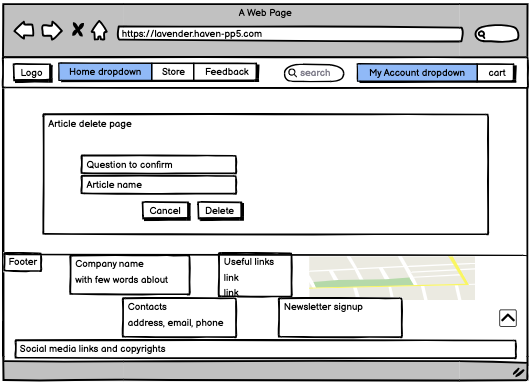 A Web Page
https://lavender.haven-pp5.com
Logo
Home dropdown
Store
Feedback
search
My Account dropdown
cart
Article delete page
Question to confirm
Article name
Cancel
Delete
Footer
Company name
with few words ablout
Useful links
link
link
Contacts
address, email, phone
Newsletter signup
Social media links and copyrights